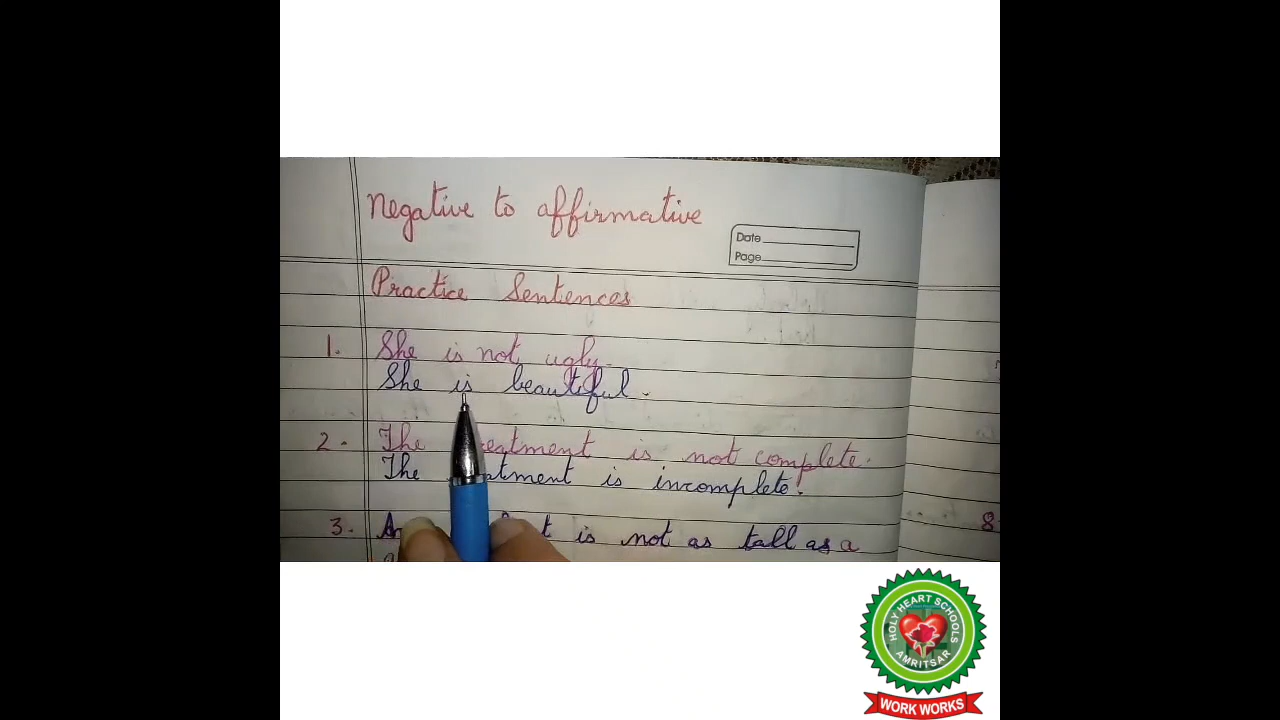 Negative to affirmative
Date
Page
Practice Sentences
1. She is not ugly.
She is beautiful.
2. The is not complete.
The is incomplete.
3. is not as tall as a
8
HOLY HEART SCHOOLS
AMRITSAR
WORK WORKS